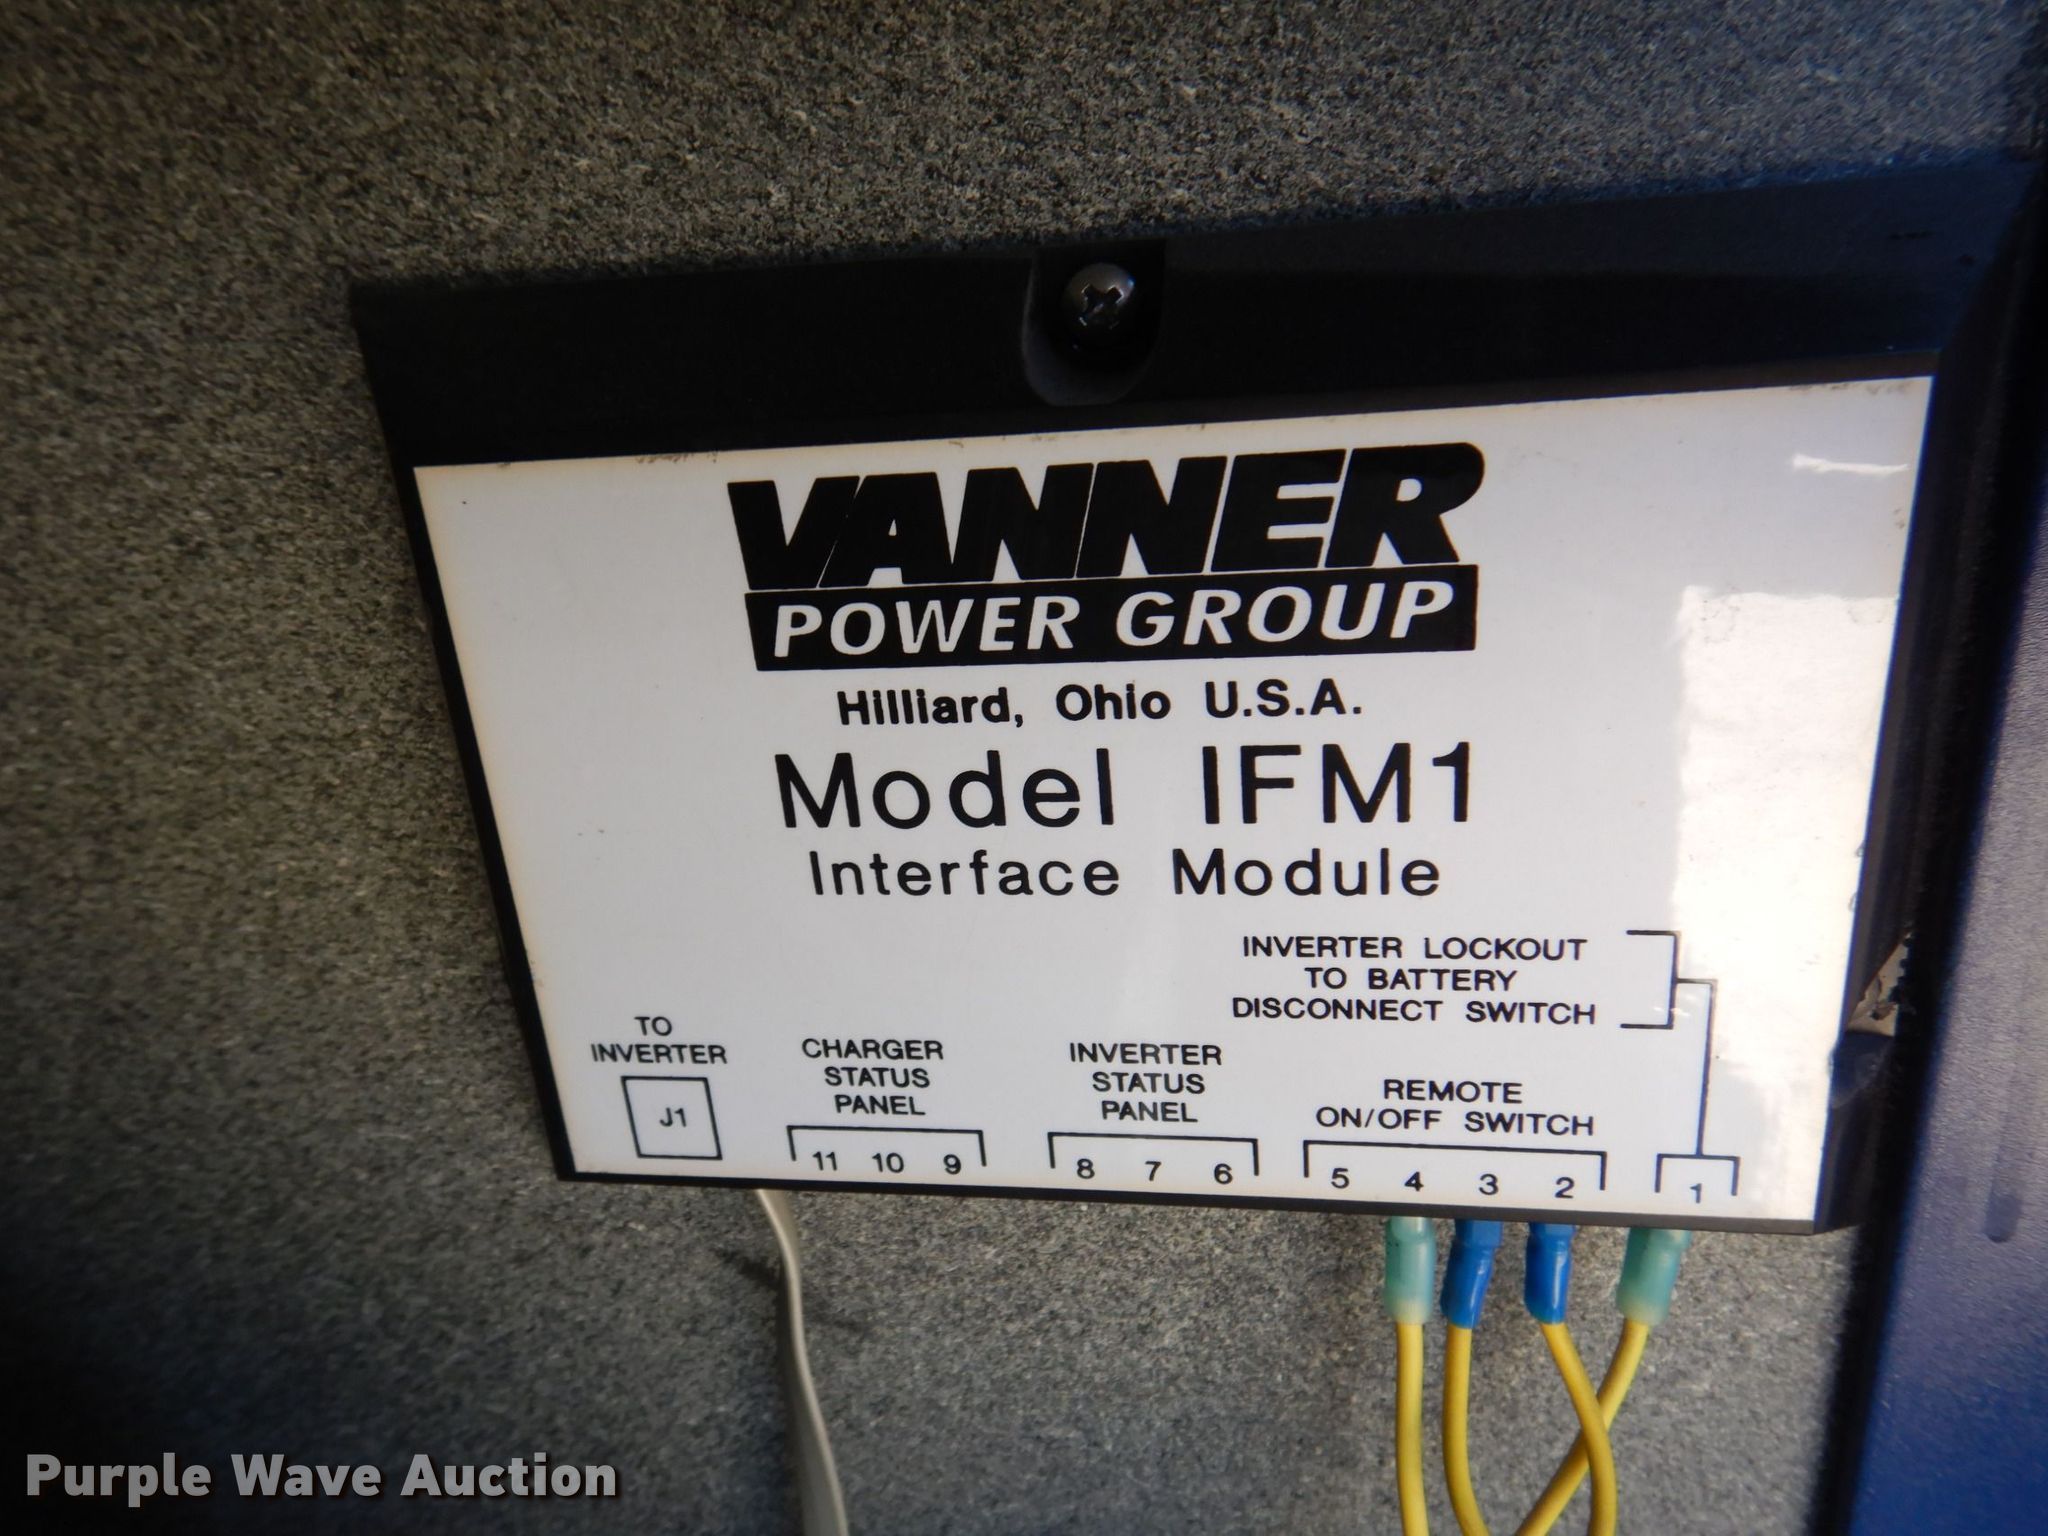 VANNER
POWER GROUP
Hilliard, Ohio U.S.A.
Model IFM1
Interface Module
INVERTER LOCKOUT
TO BATTERY
DISCONNECT SWITCH
TO
INVERTER
J1
CHARGER
STATUS
PANEL
11 10 9
INVERTER
STATUS
PANEL
8 7 6
REMOTE
ON/OFF SWITCH
5 4 3 2
1
Purple Wave Auction